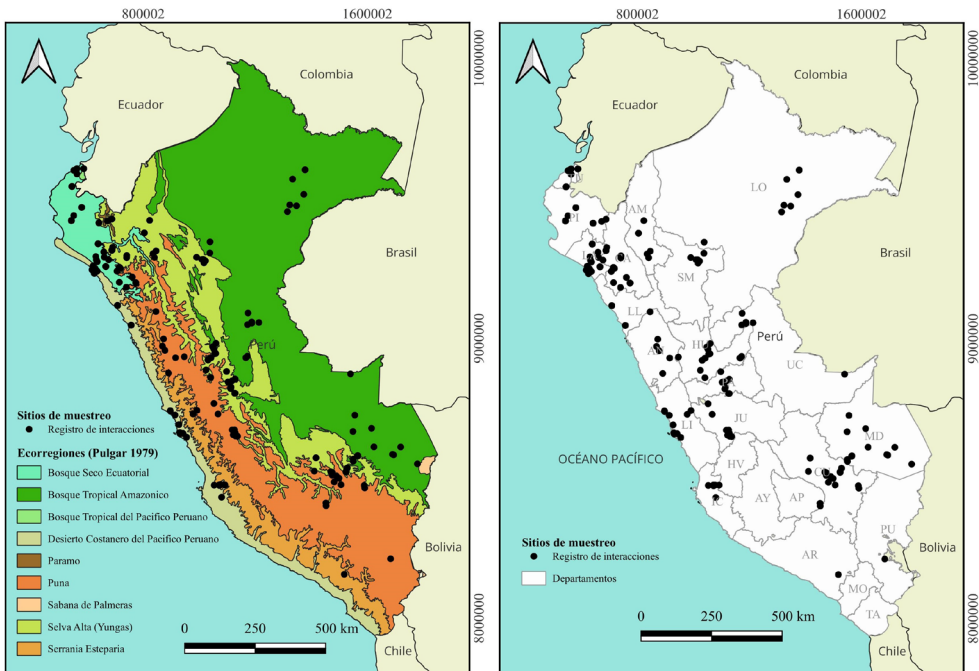 800002
1600002
Colombia
Ecuador
Perú
Brasil
Bolivia
Chile
10000000
9000000
8000000
Sitios de muestreo
Registro de interacciones
Ecorregiones (Pulgar 1979)
Bosque Seco Ecuatorial
Bosque Tropical Amazonico
Bosque Tropical del Pacifico Peruano
Desierto Costanero del Pacifico Peruano
Paramo
Puna
Sabana de Palmeras
Selva Alta (Yungas)
Serrania Esteparia
0
250
500 km
800002
1600002
Colombia
Ecuador
LO
PI
AM
SM
LL
Brasil
Perú
UC
JU
LI
MD
HV
OCÉANO PACÍFICO
AY
AP
IC
PU
AR
MO
TA
Bolivia
Chile
10000000
9000000
8000000
Sitios de muestreo
Registro de interacciones
Departamentos
0
250
500 km